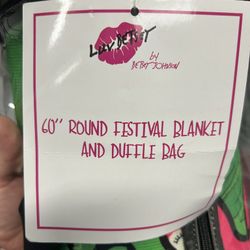 LUV BETSEY
by
BETSEY JOHNSON
60" ROUND FESTIVAL BLANKET
AND DUFFLE BAG